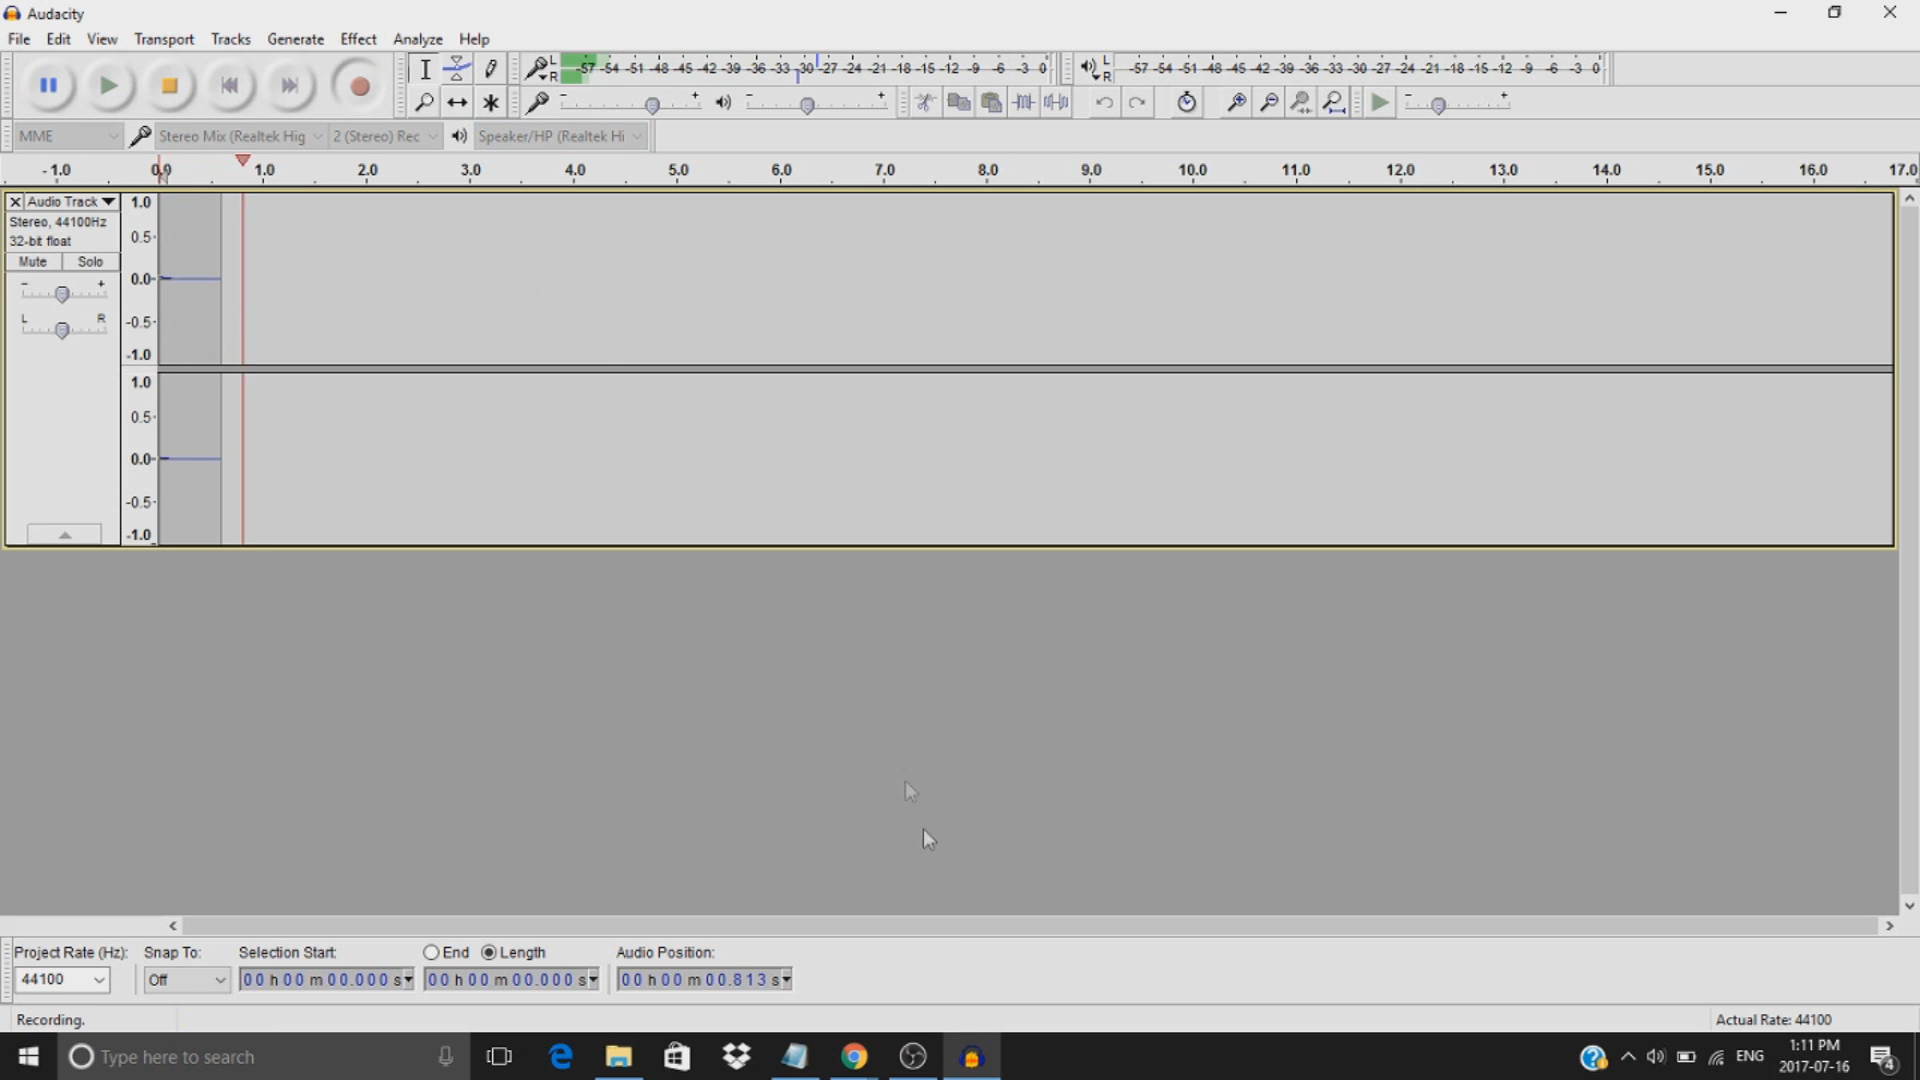 Audacity
File Edit View Transport Tracks Generate Effect Analyze Help
L R -57 -54 -51 -48 -45 -42 -39 -36 -33 -30 -27 -24 -21 -18 -15 -12 -9 -6 -3 0 L R -57 -54 -51 -48 -45 -42 -39 -36 -33 -30 -27 -24 -21 -18 -15 -12 -9 -6 -3 0
MME Stereo Mix (Realtek Hig 2 (Stereo) Rec Speaker/HP (Realtek Hi
-1.0 0.0 1.0 2.0 3.0 4.0 5.0 6.0 7.0 8.0 9.0 10.0 11.0 12.0 13.0 14.0 15.0 16.0 17.0
Audio Track 1.0
Stereo, 44100Hz 0.5
32-bit float
Mute Solo
0.0
L R -0.5
-1.0
1.0
0.5
0.0
-0.5
-1.0
Project Rate (Hz): Snap To: Selection Start: End Length Audio Position:
44100 Off 00 h 00 m 00.000 s 00 h 00 m 00.000 s 00 h 00 m 00.813 s
Recording. Actual Rate: 44100
Type here to search ENG 1:11 PM
2017-07-16 4